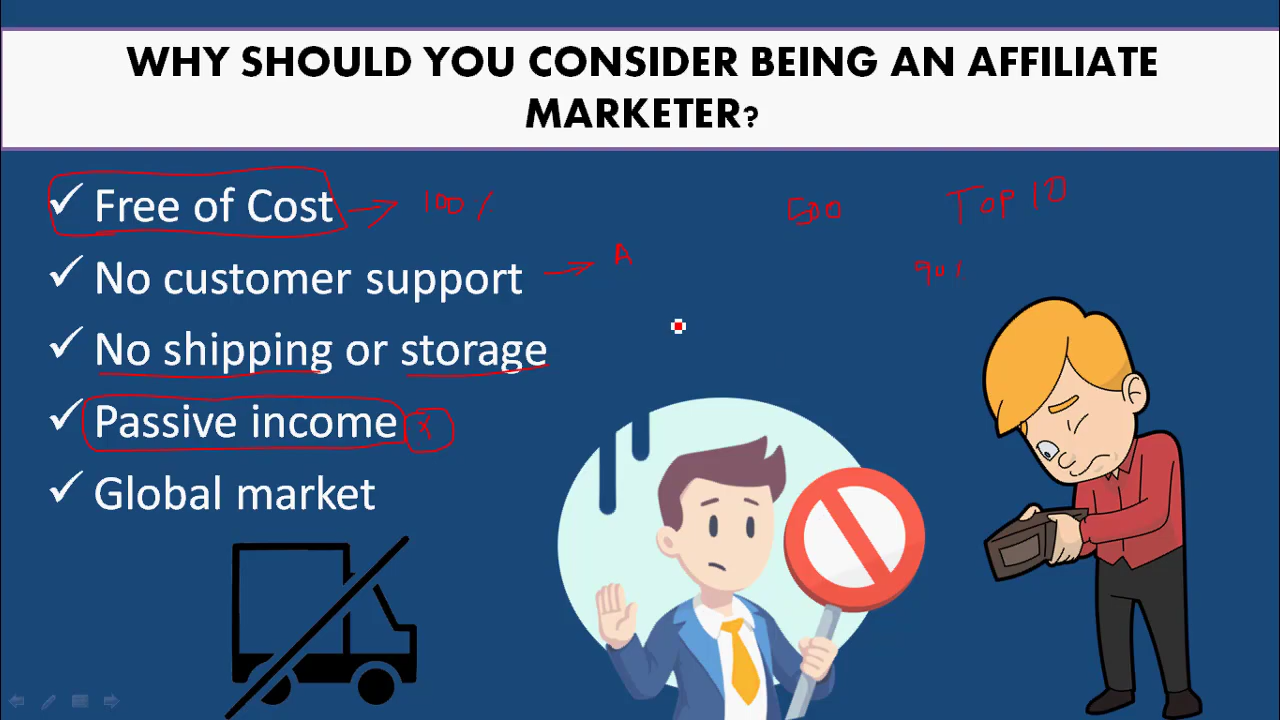 WHY SHOULD YOU CONSIDER BEING AN AFFILIATE
MARKETER?
✓ Free of Cost → 100 % 500 TOP 10
✓ No customer support → A 90%
✓ No shipping or storage
✓ Passive income x
✓ Global market